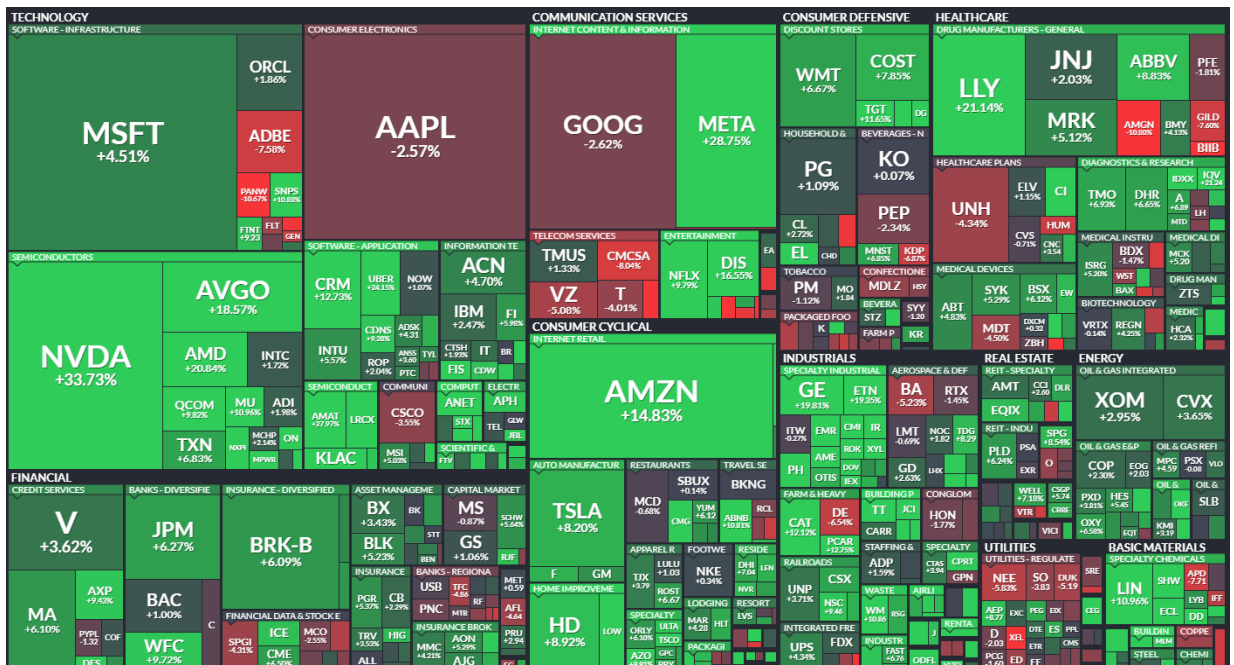 TECHNOLOGY
SOFTWARE - INFRASTRUCTURE
MSFT
+4.51%
ORCL
+1.86%
ADBE
-7.58%
PANW
-10.67%
SNPS
+10.88%
FTNT
+9.23
FLT
GEN
CONSUMER ELECTRONICS
AAPL
-2.57%
SEMICONDUCTORS
NVDA
+33.73%
AVGO
+18.57%
AMD
+20.84%
INTC
+1.72%
QCOM
+9.82%
MU
+10.96%
ADI
+1.98%
TXN
+6.83%
NXPI
MCHP
+2.14%
ON
MPWR
SOFTWARE - APPLICATION
CRM
+12.73%
UBER
+24.15%
NOW
+1.07%
INTU
+5.57%
CDNS
+9.28%
ADSK
+4.31
ROP
+2.04%
ANSS
+3.60
TYL
PTC
INFORMATION TE
ACN
+4.70%
IBM
+2.47%
FI
+5.98%
CTSH
+1.93%
IT
BR
FIS
CDW
SEMICONDUCT
AMAT
+27.97%
LRCX
KLAC
COMMUNI
CSCO
-3.55%
MSI
+5.03%
COMPUT
ANET
STX
ELECTR
APH
TEL
GLW
JBL
SCIENTIFIC &
FTV
COMMUNICATION SERVICES
INTERNET CONTENT & INFORMATION
GOOG
-2.62%
META
+28.75%
TELECOM SERVICES
TMUS
+1.33%
CMCSA
-8.04%
VZ
-5.08%
T
-4.01%
ENTERTAINMENT
NFLX
+9.79%
DIS
+16.55%
EA
CONSUMER CYCLICAL
INTERNET RETAIL
AMZN
+14.83%
AUTO MANUFACTUR
TSLA
+8.20%
F
GM
RESTAURANTS
MCD
-0.68%
SBUX
+0.14%
CMG
YUM
+6.12
TRAVEL SE
BKNG
ABNB
+10.81%
RCL
HOME IMPROVEME
HD
+8.92%
LOW
APPAREL R
TJX
+3.79
LULU
+1.03
ROST
+6.67
FOOTWE
NKE
+0.34%
RESIDE
DHI
+7.04
LEN
NVR
SPECIALTY
ORLY
+6.10%
ULTA
TSCO
AZO
+8.91%
GPC
LODGING
MAR
+4.28
HLT
RESORT
LVS
PACKAGI
CONSUMER DEFENSIVE
DISCOUNT STORES
WMT
+6.67%
COST
+7.85%
TGT
+11.65%
DG
HOUSEHOLD &
PG
+1.09%
CL
+2.72%
EL
CHD
BEVERAGES - N
KO
+0.07%
PEP
-2.34%
MNST
+6.85%
KDP
-6.87%
TOBACCO
PM
-1.12%
MO
+1.84
CONFECTIONE
MDLZ
HSY
PACKAGED FOO
K
BEVERA
STZ
SYY
-1.20
FARM P
KR
HEALTHCARE
DRUG MANUFACTURERS - GENERAL
LLY
+21.14%
JNJ
+2.03%
ABBV
+8.83%
PFE
-1.81%
MRK
+5.12%
AMGN
-10.80%
BMY
+4.13%
GILD
-7.60%
BIIB
HEALTHCARE PLANS
UNH
-4.34%
ELV
+1.15%
CI
CVS
-0.71%
HUM
CNC
+3.54
DIAGNOSTICS & RESEARCH
TMO
+6.93%
DHR
+6.65%
IDXX
IQV
+21.24
A
+6.89
MTD
LH
MEDICAL DEVICES
ABT
+4.83%
SYK
+5.29%
BSX
+6.12%
EW
MDT
-4.50%
DXCM
+0.32
ZBH
MEDICAL INSTRU
ISRG
+5.20%
BDX
-1.47%
WST
BAX
MEDICAL DI
MCK
+5.20
DRUG MAN
ZTS
BIOTECHNOLOGY
VRTX
-0.14%
REGN
+4.25%
MEDIC
HCA
+2.32%
FINANCIAL
CREDIT SERVICES
V
+3.62%
MA
+6.10%
AXP
+9.43%
PYPL
-1.32
COF
DFS
BANKS - DIVERSIFIE
JPM
+6.27%
BAC
+1.00%
C
WFC
+9.72%
INSURANCE - DIVERSIFIED
BRK-B
+6.09%
FINANCIAL DATA & STOCK E
SPGI
-4.31%
ICE
MCO
-2.55%
CME
+6.50%
ASSET MANAGEME
BX
+3.43%
BK
BLK
+5.23%
STT
BEN
CAPITAL MARKET
MS
-0.87%
SCHW
+5.64%
GS
+1.06%
RJF
INSURANCE
PGR
+5.37%
CB
+2.29%
TRV
+3.52%
HIG
ALL
BANKS - REGIONA
USB
TFC
-4.86
PNC
MTB
RF
MET
+0.39
AFL
-4.64
PRU
+2.94
INSURANCE BROK
MMC
+4.21%
AON
+5.29%
AJG
INDUSTRIALS
SPECIALTY INDUSTRIAL
GE
+19.81%
ETN
+19.35%
ITW
-0.27%
EMR
CMI
IR
AME
ROK
XYL
PH
DOV
OTIS
IEX
AEROSPACE & DEF
BA
-5.23%
RTX
-1.45%
LMT
-0.69%
NOC
+1.82
TDG
+8.29
GD
+2.63%
LHX
FARM & HEAVY
CAT
+12.12%
DE
-6.54%
PCAR
+12.75%
BUILDING P
TT
JCI
CARR
CONGLOM
HON
-1.77%
RAILROADS
UNP
+3.71%
CSX
NSC
+9.46
STAFFING &
ADP
+1.59%
SPECIALTY
CTAS
+3.94
CPRT
GPN
WASTE
WM
+10.86
RSG
AIRLI
J
RENTA
INTEGRATED FRE
UPS
+4.34%
FDX
INDUSTR
FAST
+6.76
ODFL
VLTO
REAL ESTATE
REIT - SPECIALTY
AMT
CCI
+2.60
DLR
EQIX
REIT - INDU
PLD
+6.24%
PSA
EXR
SPG
+8.54%
O
WELL
+7.18%
CSGP
+5.74
VTR
CBRE
VICI
ENERGY
OIL & GAS INTEGRATED
XOM
+2.95%
CVX
+3.65%
OIL & GAS E&P
COP
+2.30%
EOG
+2.03
PXD
+3.81%
HES
+5.45
OXY
+6.58%
EQT
OIL & GAS REFI
MPC
+4.59
PSX
-0.08
VLO
OIL &
OKE
KMI
+3.19
OIL &
SLB
UTILITIES
UTILITIES - REGULATE
NEE
-5.83%
SO
-3.83
DUK
-5.19
SRE
AEP
+7.88
EXC
PEG
EIX
CEG
D
-2.03
XEL
DTE
ES
PPL
ETR
PCG
-1.60
ED
FE
BASIC MATERIALS
SPECIALTY CHEMICALS
LIN
+10.96%
SHW
APD
-7.71
ECL
LYB
IFF
DD
BUILDIN
MLM
COPPE
STEEL
CHEMI